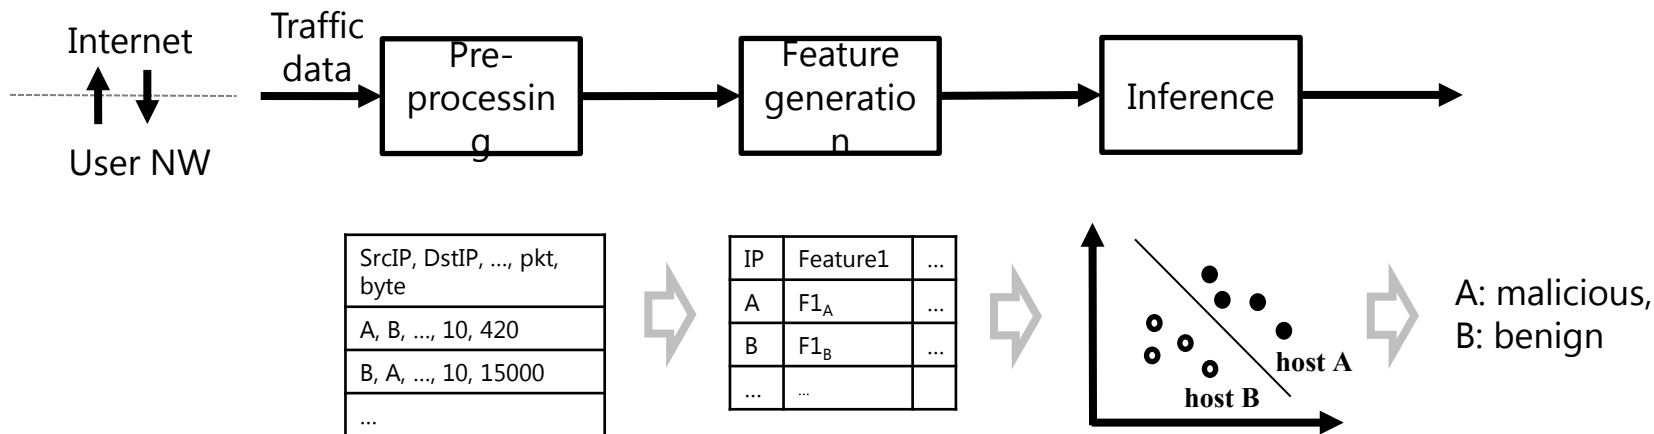 Internet
User NW
Traffic
data
Pre-
processin
g
Feature
generatio
n
Inference
SrcIP, DstIP, ..., pkt,
byte
A, B, ..., 10, 420
B, A, ..., 10, 15000
...
IP Feature1 ...
A F1A ...
B F1B ...
... ...
host A
host B
A: malicious,
B: benign